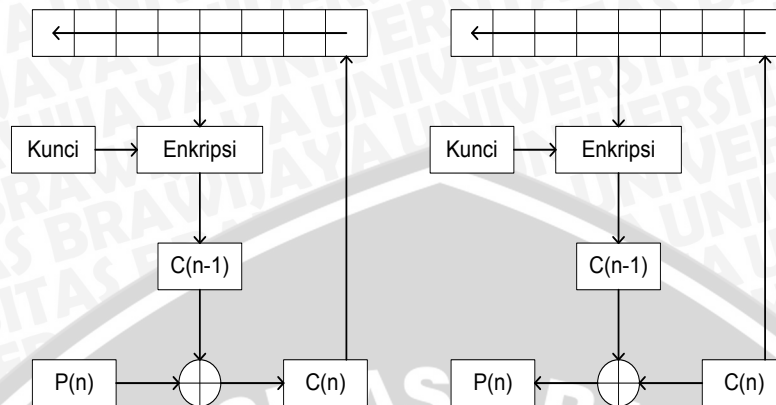 Kunci Enkripsi Kunci Enkripsi
C(n-1) C(n-1)
P(n) C(n) P(n) C(n)